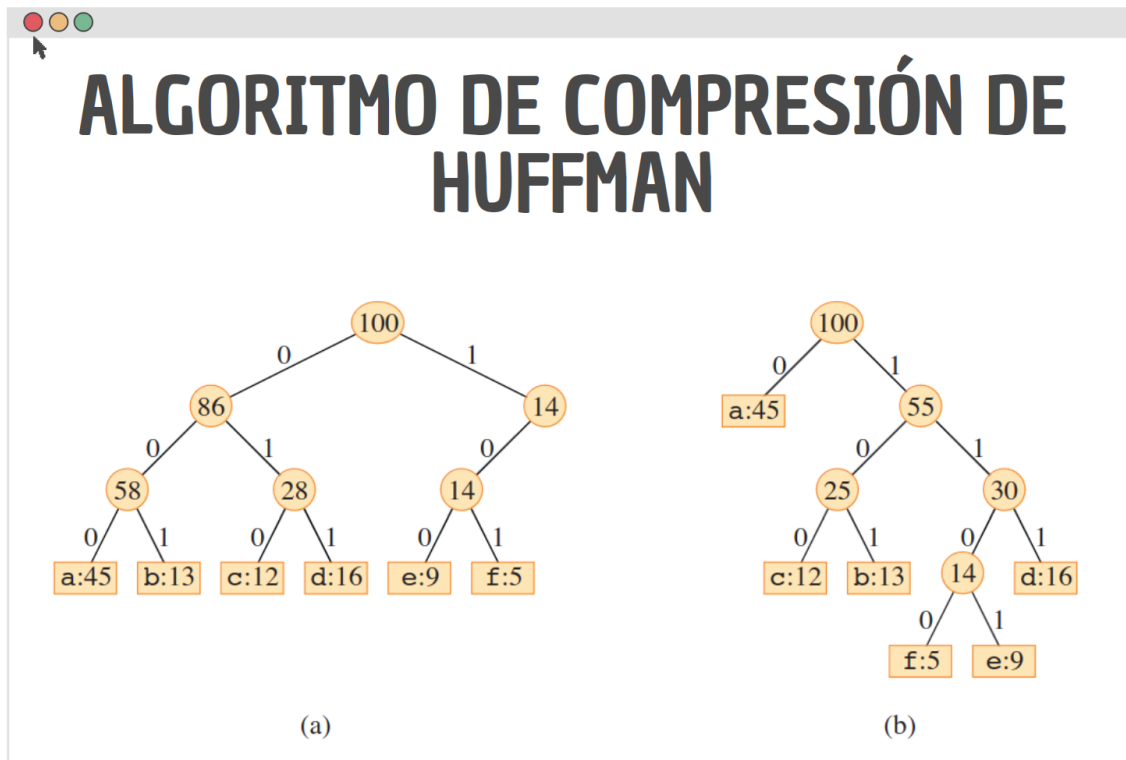 ALGORITMO DE COMPRESIÓN DE
HUFFMAN
100
0 1
86 14
0 1 0
58 28 14
0 1 0 1 0 1
a:45 b:13 c:12 d:16 e:9 f:5
(a)
100
0 1
a:45 55
0 1
25 30
0 1 0 1
c:12 b:13 14 d:16
0 1
f:5 e:9
(b)